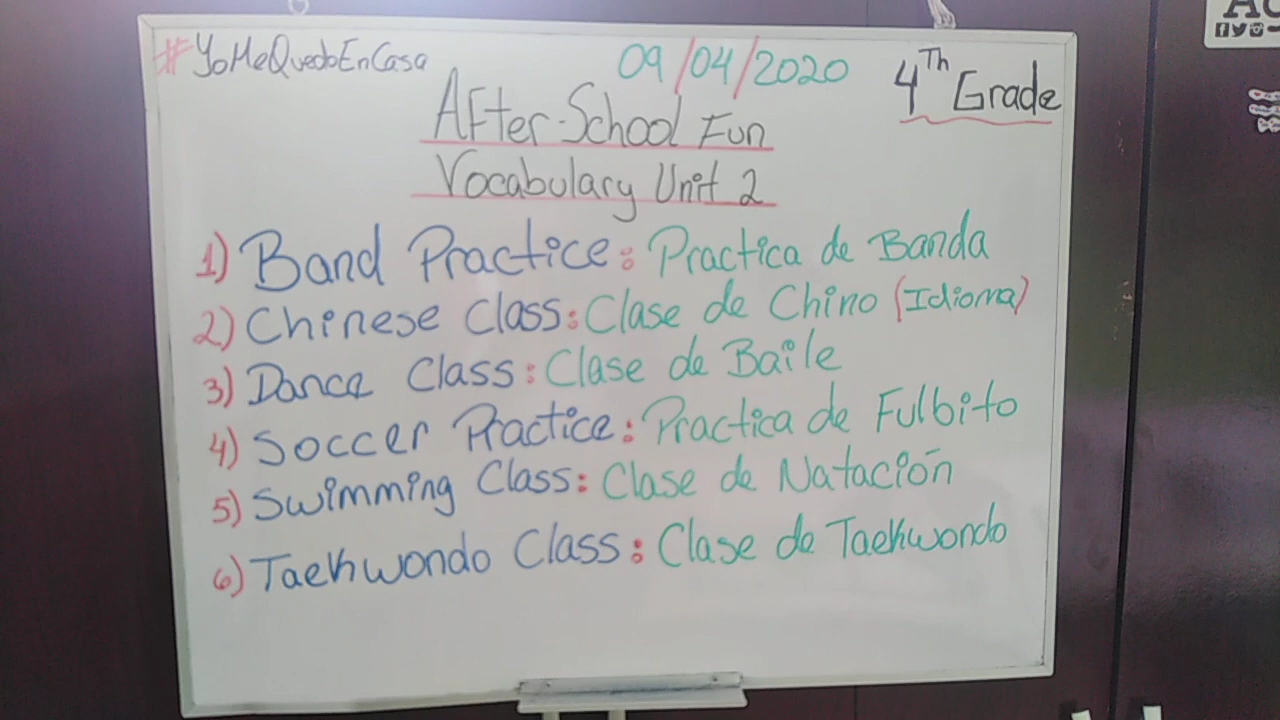 #YoMeQuedoEnCasa
09/04/2020
4Th Grade
After-School Fun
Vocabulary Unit 2
1) Band Practice: Practica de Banda
2) Chinese Class: Clase de Chino (Idioma)
3) Dance Class: Clase de Baile
4) Soccer Practice: Practica de Fulbito
5) Swimming Class: Clase de Natación
6) Taekwondo Class: Clase de Taekwondo